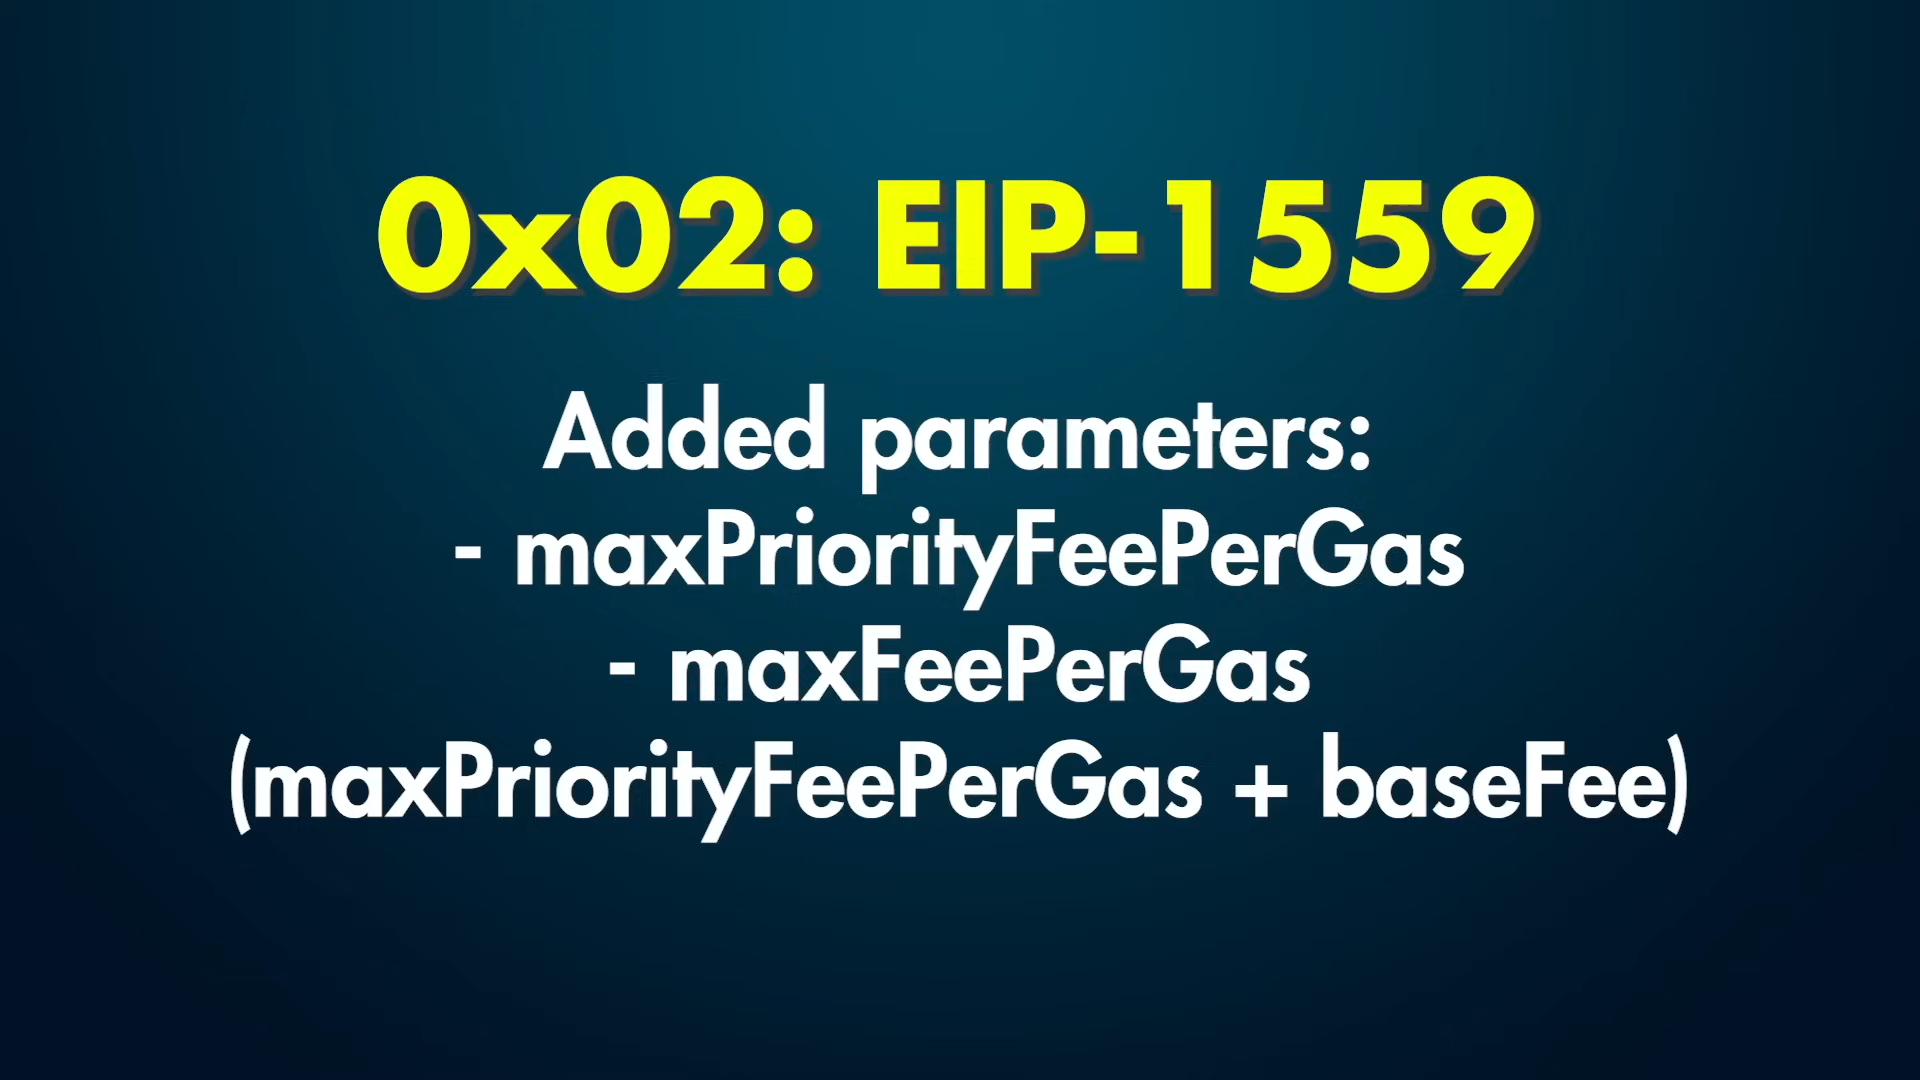 0x02: EIP-1559
Added parameters:
- maxPriorityFeePerGas
- maxFeePerGas
(maxPriorityFeePerGas + baseFee)